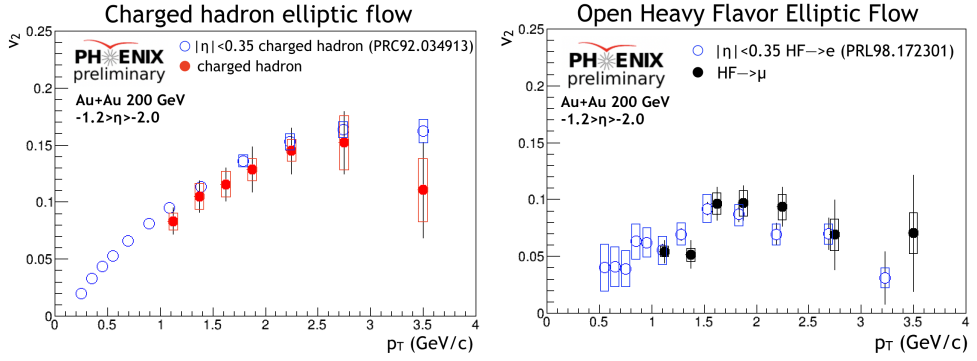 Charged hadron elliptic flow
v2
0.25
0.2
0.15
0.1
0.05
0
PHENIX
preliminary
Au+Au 200 GeV
-1.2>η>-2.0
|η|<0.35 charged hadron (PRC92.034913)
charged hadron
0 0.5 1 1.5 2 2.5 3 3.5 4
pT (GeV/c)
Open Heavy Flavor Elliptic Flow
v2
0.25
0.2
0.15
0.1
0.05
0
PHENIX
preliminary
Au+Au 200 GeV
-1.2>η>-2.0
|η|<0.35 HF→e (PRL98.172301)
HF→μ
0 0.5 1 1.5 2 2.5 3 3.5 4
pT (GeV/c)